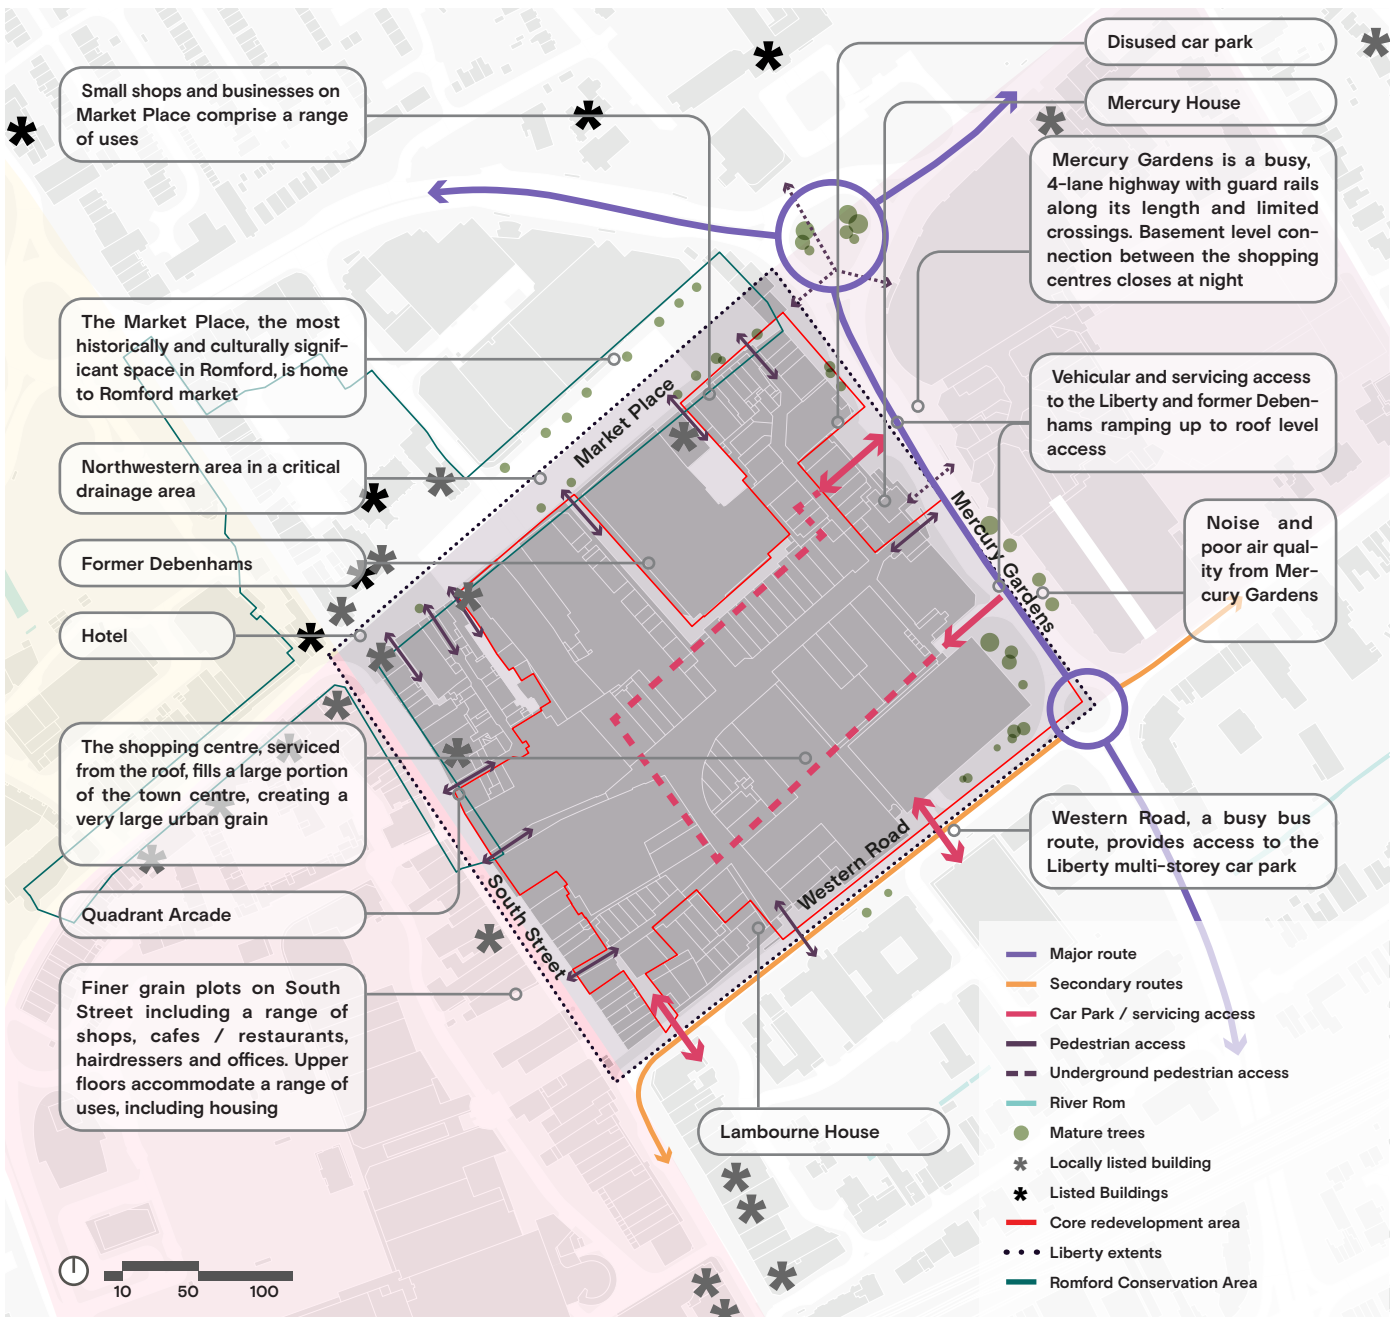 Small shops and businesses on
Market Place comprise a range
of uses
The Market Place, the most
historically and culturally signif-
icant space in Romford, is home
to Romford market
Northwestern area in a critical
drainage area
Former Debenhams
Hotel
The shopping centre, serviced
from the roof, fills a large portion
of the town centre, creating a
very large urban grain
Quadrant Arcade
Finer grain plots on South
Street including a range of
shops, cafes / restaurants,
hairdressers and offices. Upper
floors accommodate a range of
uses, including housing
10 50 100
Market Place
Mercury Gardens
South Street
Western Road
Lambourne House
Disused car park
Mercury House
Mercury Gardens is a busy,
4-lane highway with guard rails
along its length and limited
crossings. Basement level con-
nection between the shopping
centres closes at night
Vehicular and servicing access
to the Liberty and former Deben-
hams ramping up to roof level
access
Noise and
poor air qual-
ity from Mer-
cury Gardens
Western Road, a busy bus
route, provides access to the
Liberty multi-storey car park
Major route
Secondary routes
Car Park / servicing access
Pedestrian access
Underground pedestrian access
River Rom
Mature trees
Locally listed building
Listed Buildings
Core redevelopment area
Liberty extents
Romford Conservation Area